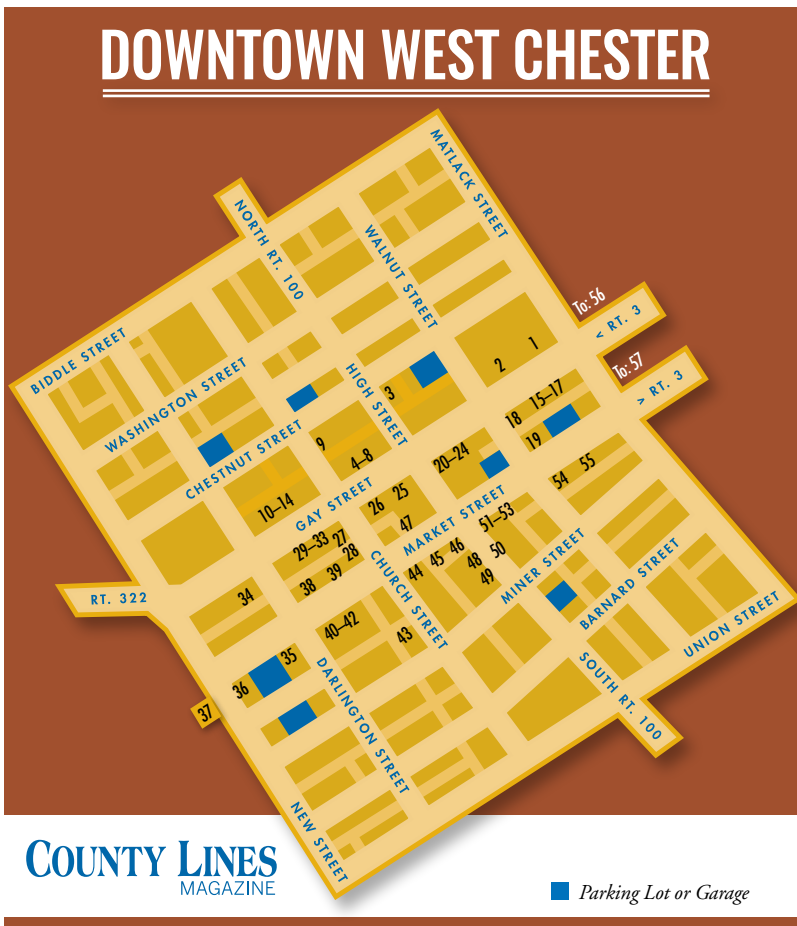 DOWNTOWN WEST CHESTER
MATLACK STREET
NORTH RT. 100
WALNUT STREET
To: 56
< RT. 3
BIDDLE STREET
To: 57
> RT. 3
WASHINGTON STREET
HIGH STREET
1
2
3
CHESTNUT STREET
9
4–8
18
15–17
19
20–24
10–14
GAY STREET
26
25
47
MARKET STREET
54
55
29–33
27
28
51–53
38
39
CHURCH STREET
44
45
46
48
50
49
MINER STREET
BARNARD STREET
RT. 322
34
40–42
43
UNION STREET
35
36
37
DARLINGTON STREET
SOUTH RT. 100
NEW STREET
COUNTY LINES
MAGAZINE
Parking Lot or Garage